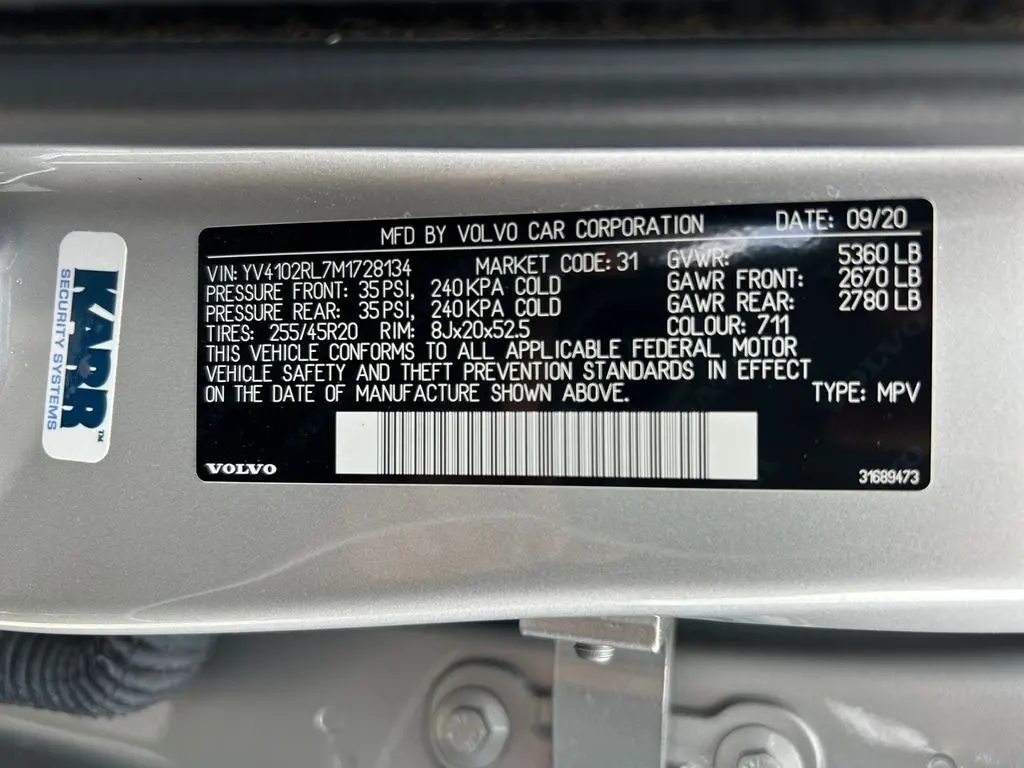 MFD BY VOLVO CAR CORPORATION DATE: 09/20
VIN: YV4102RL7M1728134 MARKET CODE: 31 GVWR: 5360 LB
PRESSURE FRONT: 35 PSI, 240 KPA COLD GAWR FRONT: 2670 LB
PRESSURE REAR: 35 PSI, 240 KPA COLD GAWR REAR: 2780 LB
TIRES: 255/45R20 RIM: 8Jx20x52.5 COLOUR: 711
THIS VEHICLE CONFORMS TO ALL APPLICABLE FEDERAL MOTOR
VEHICLE SAFETY AND THEFT PREVENTION STANDARDS IN EFFECT
ON THE DATE OF MANUFACTURE SHOWN ABOVE. TYPE: MPV
VOLVO 31689473
KARR™
SECURITY SYSTEMS